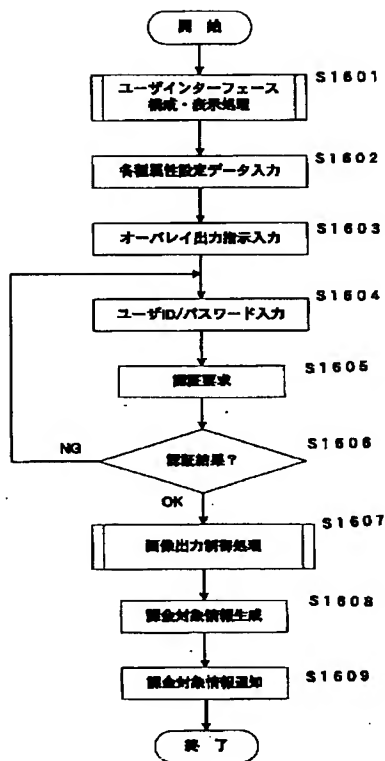 開 始
ユーザインターフェース
構成・表示処理
S1601
各種属性設定データ入力
S1602
オーバレイ出力指示入力
S1603
ユーザID/パスワード入力
S1604
認証要求
S1605
認証結果?
S1606
NG
OK
画像出力制御処理
S1607
課金対象情報生成
S1608
課金対象情報通知
S1609
終 了